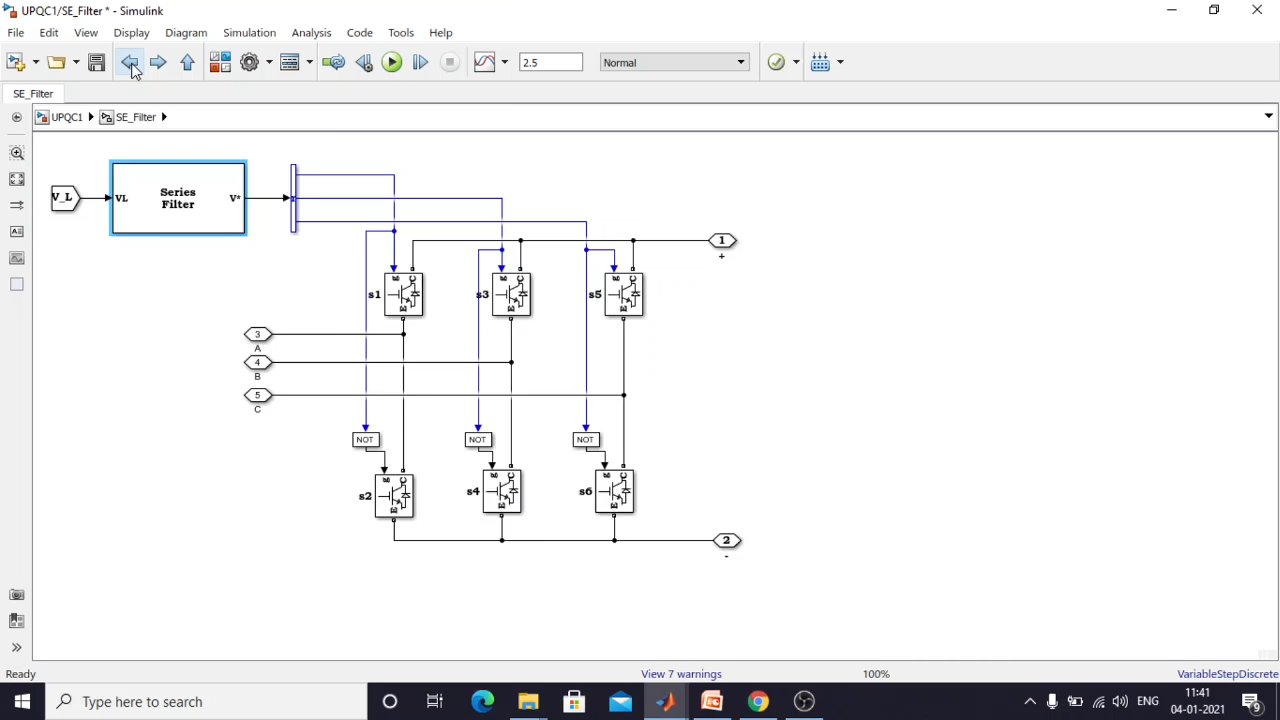 UPQC1/SE_Filter * - Simulink
File Edit View Display Diagram Simulation Analysis Code Tools Help
2.5 Normal
SE_Filter
UPQC1 SE_Filter
V_L VL Series Filter V*
1
+
g C E s1
g C E s3
g C E s5
3
A
4
B
5
C
NOT NOT NOT
g C E s2
g C E s4
g C E s6
2
-
Ready View 7 warnings 100% VariableStepDiscrete
Type here to search
ENG
11:41
04-01-2021
9